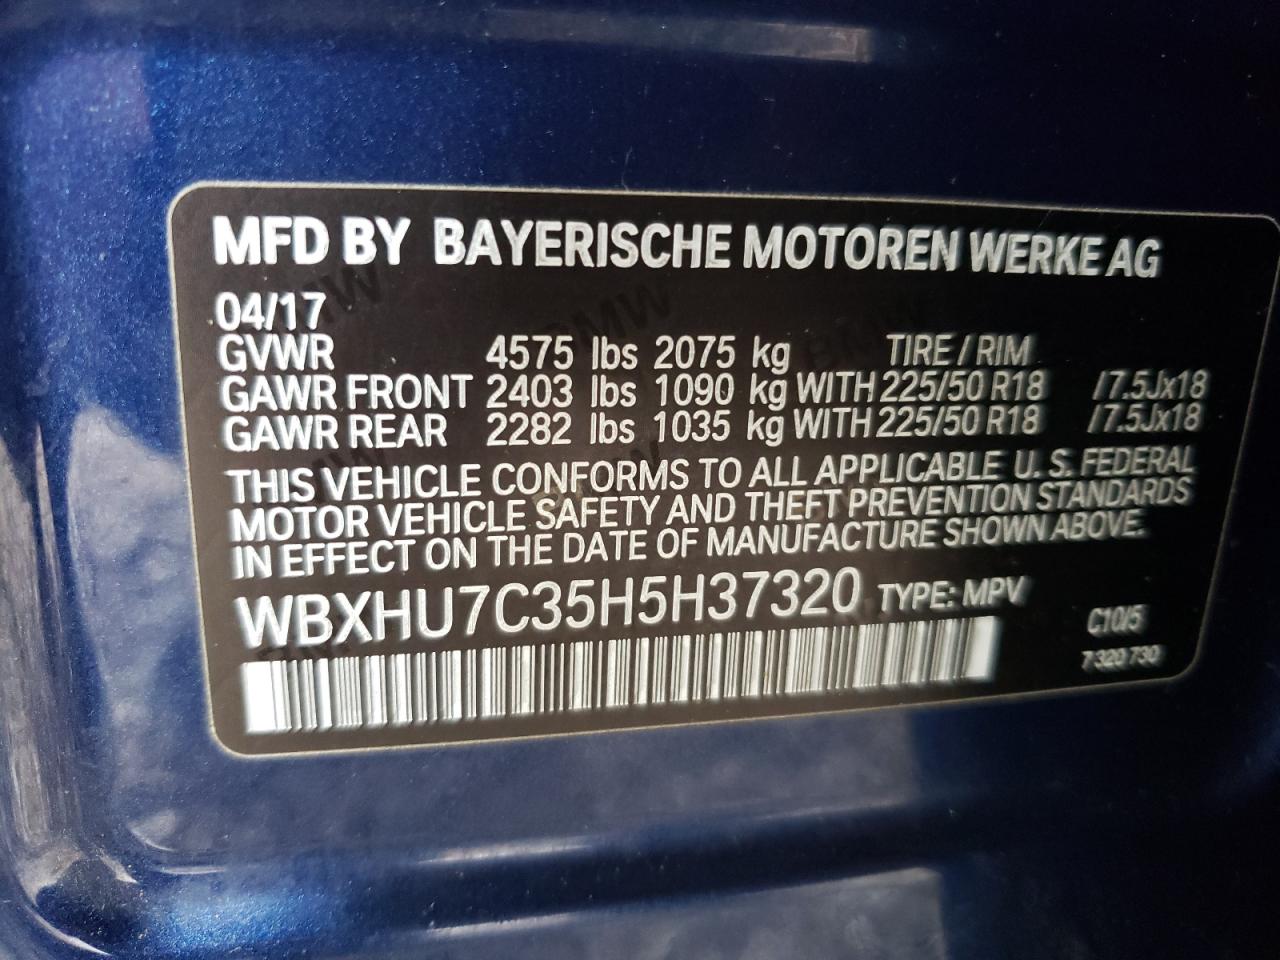 MFD BY BAYERISCHE MOTOREN WERKE AG
04/17
GVWR 4575 lbs 2075 kg TIRE / RIM
GAWR FRONT 2403 lbs 1090 kg WITH 225/50 R18 /7.5Jx18
GAWR REAR 2282 lbs 1035 kg WITH 225/50 R18 /7.5Jx18
THIS VEHICLE CONFORMS TO ALL APPLICABLE U. S. FEDERAL
MOTOR VEHICLE SAFETY AND THEFT PREVENTION STANDARDS
IN EFFECT ON THE DATE OF MANUFACTURE SHOWN ABOVE.
WBXHU7C35H5H37320 TYPE: MPV
C10/5
7 320 730